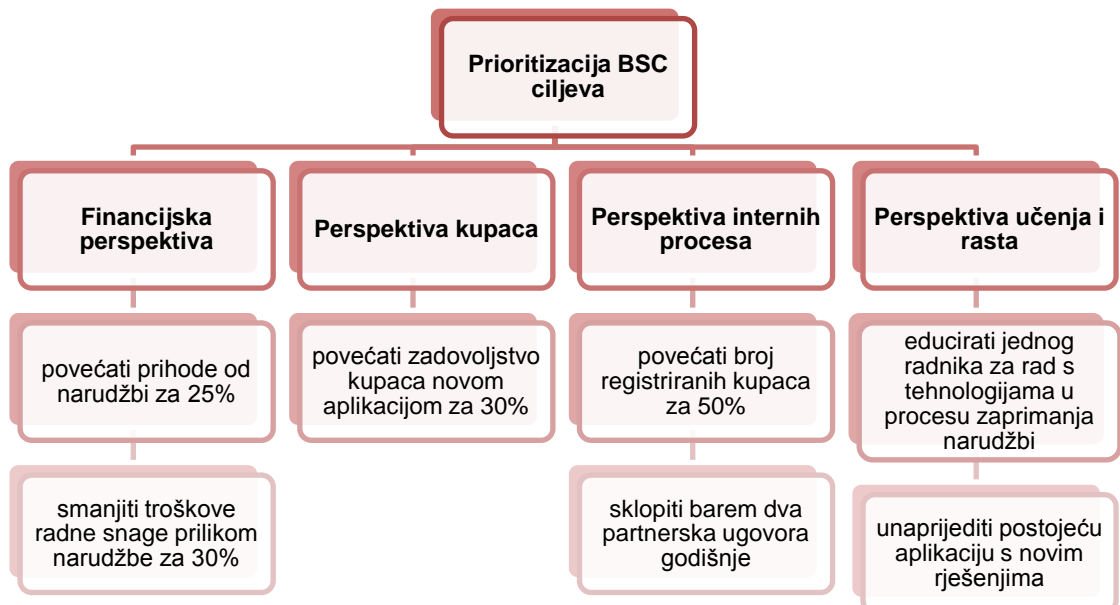 Prioritizacija BSC
ciljeva
Financijska
perspektiva
povećati prihode od
narudžbi za 25%
smanjiti troškove
radne snage prilikom
narudžbe za 30%
Perspektiva kupaca
povećati zadovoljstvo
kupaca novom
aplikacijom za 30%
Perspektiva internih
procesa
povećati broj
registriranih kupaca
za 50%
sklopiti barem dva
partnerska ugovora
godišnje
Perspektiva učenja i
rasta
educirati jednog
radnika za rad s
tehnologijama u
procesu zaprimanja
narudžbi
unaprijediti postojeću
aplikaciju s novim
rješenjima